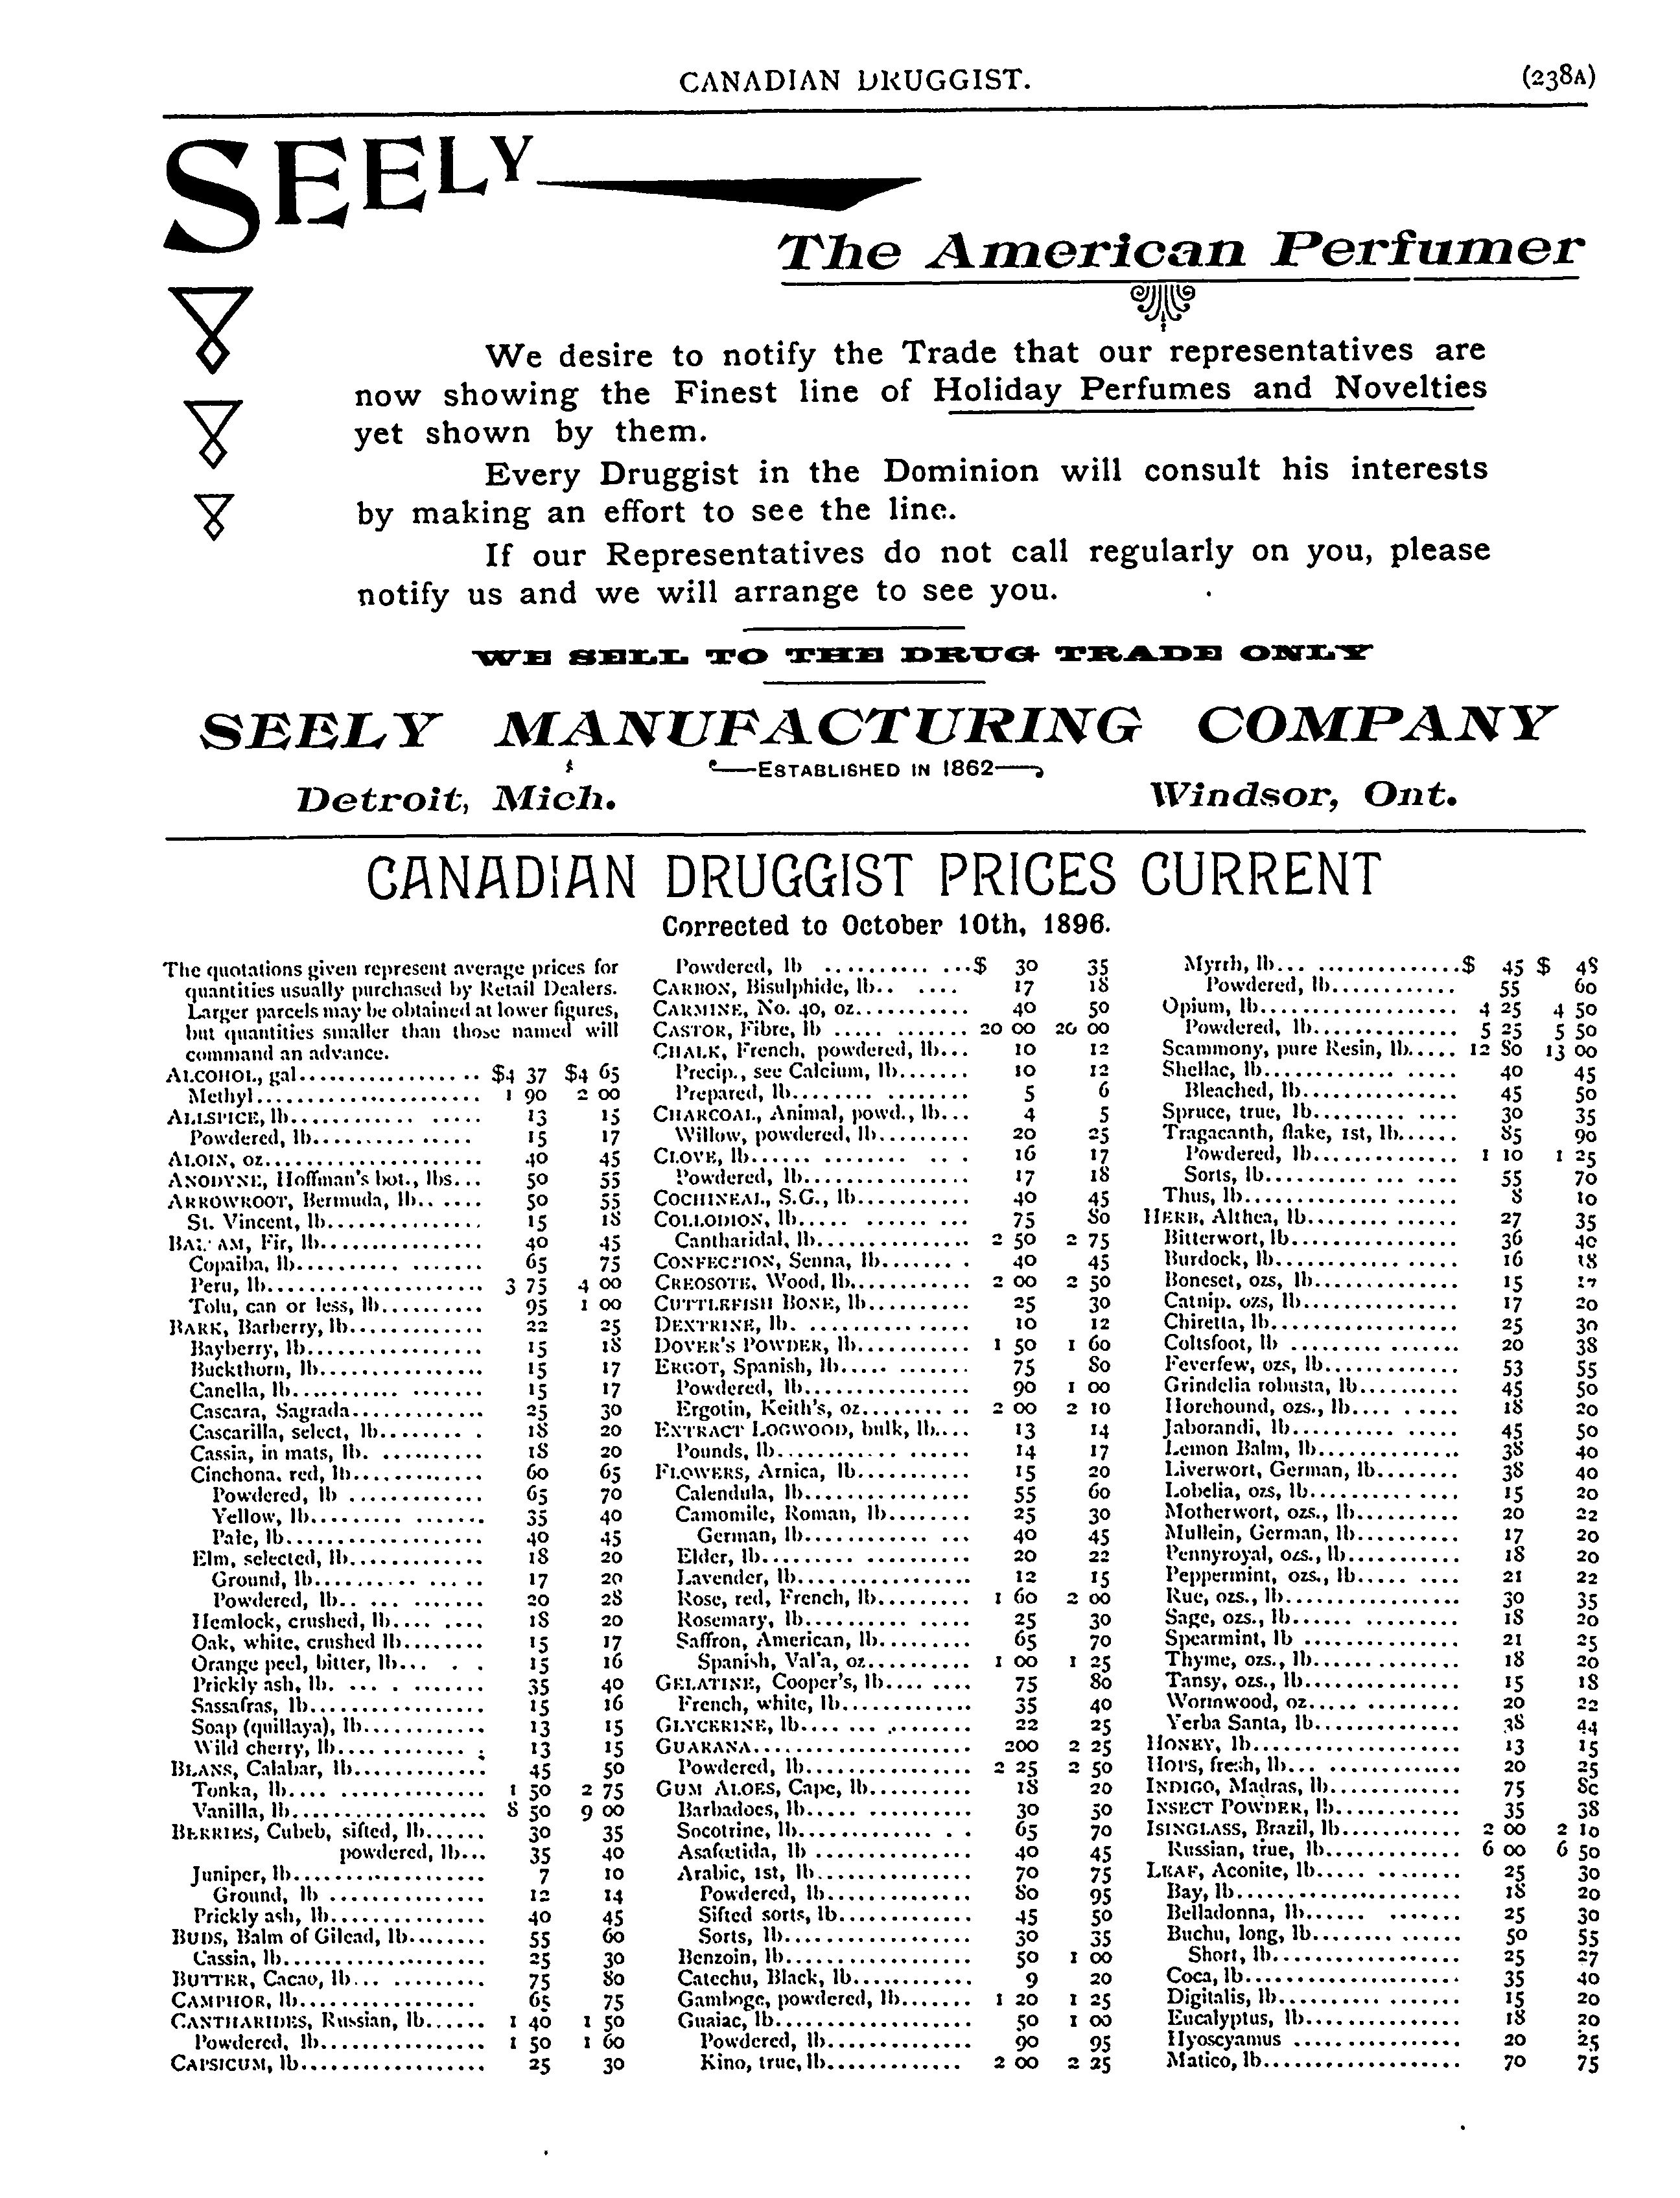 CANADIAN DRUGGIST.
(238A)
SEELY
The American Perfumer
We desire to notify the Trade that our representatives are
now showing the Finest line of Holiday Perfumes and Novelties
yet shown by them.
Every Druggist in the Dominion will consult his interests
by making an effort to see the line.
If our Representatives do not call regularly on you, please
notify us and we will arrange to see you.
WE SELL TO THE DRUG TRADE ONLY
SEELY MANUFACTURING COMPANY
ESTABLISHED IN 1862
Detroit, Mich.
Windsor, Ont.
CANADIAN DRUGGIST PRICES CURRENT
Corrected to October 10th, 1896.
The quotations given represent average prices for
quantities usually purchased by Retail Dealers.
Larger parcels may be obtained at lower figures,
but quantities smaller than those named will
command an advance.
ALCOHOL, gal.................. $4 37 $4 65
Methyl...................... 1 90 2 00
ALLSPICE, lb............ ..... 13 15
Powdered, lb............... 15 17
ALOIN, oz...................... 40 45
ANODYNE, Hoffman's bot., lbs... 50 55
ARROWROOT, Bermuda, lb.. .... 50 55
St. Vincent, lb............... 15 18
BALSAM, Fir, lb................ 40 45
Copaiba, lb.......... ....... 65 75
Peru, lb..................... 3 75 4 00
Tolu, can or less, lb.......... 95 1 00
BARK, Barberry, lb............. 22 25
Bayberry, lb.................. 15 18
Buckthorn, lb................ 15 17
Canella, lb........... ....... 15 17
Cascara, Sagrada............. 25 30
Cascarilla, select, lb........ . 18 20
Cassia, in mats, lb. ........... 18 20
Cinchona, red, lb............. 60 65
Powdered, lb ............. 65 70
Yellow, lb......... ....... 35 40
Pale, lb.................... 40 45
Elm, selected, lb............. 18 20
Ground, lb.......... ...... 17 20
Powdered, lb.. ... ....... 20 28
Hemlock, crushed, lb.... .... 18 20
Oak, white, crushed lb........ 15 17
Orange peel, bitter, lb... . . 15 16
Prickly ash, lb. ... . ....... 35 40
Sassafras, lb.................. 15 16
Soap (quillaya), lb............ 13 15
Wild cherry, lb............ . 13 15
BEANS, Calabar, lb............. 45 50
Tonka, lb.... ............... 1 50 2 75
Vanilla, lb................... 8 50 9 00
BERRIES, Cubeb, sifted, lb...... 30 35
powdered, lb... 35 40
Juniper, lb................... 7 10
Ground, lb .............. 12 14
Prickly ash, lb............... 40 45
BUDS, Balm of Gilead, lb........ 55 60
Cassia, lb.................... 25 30
BUTTER, Cacao, lb... ......... 75 80
CAMPHOR, lb.................. 65 75
CANTHARIDES, Russian, lb...... 1 40 1 50
Powdered, lb................. 1 50 1 60
CAPSICUM, lb.................. 25 30
Powdered, lb .......... ...$ 30 35
CARBON, Bisulphide, lb.. .... 17 18
CARMINE, No. 40, oz........... 40 50
CASTOR, Fibre, lb ..... ....... 20 00 20 00
CHALK, French, powdered, lb... 10 12
Precip., see Calcium, lb....... 10 12
Prepared, lb........ ........ 5 6
CHARCOAL, Animal, powd., lb... 4 5
Willow, powdered, lb......... 20 25
CLOVE, lb...... ........ ... . 16 17
Powdered, lb................ 17 18
COCHINEAL, S.G., lb........... 40 45
COLLODION, lb..... ....... ... 75 80
Cantharidal, lb............... 2 50 2 75
CONFECTION, Senna, lb........ . 40 45
CREOSOTE, Wood, lb............ 2 00 2 50
CUTTLEFISH BONE, lb.......... 25 30
DEXTRINE, lb. ................ 10 12
DOVER'S POWDER, lb........... 1 50 1 60
ERGOT, Spanish, lb..... ....... 75 80
Powdered, lb................ 90 1 00
Ergotin, Keith's, oz........ .. 2 00 2 10
EXTRACT LOGWOOD, bulk, lb.... 13 14
Pounds, lb................... 14 17
FLOWERS, Arnica, lb........... 15 20
Calendula, lb................ 55 60
Camomile, Roman, lb........ 25 30
German, lb............ ... 40 45
Elder, lb......... .......... 20 22
Lavender, lb................. 12 15
Rose, red, French, lb......... 1 60 2 00
Rosemary, lb................ 25 30
Saffron, American, lb......... 65 70
Spanish, Val'a, oz.......... 1 00 1 25
GELATINE, Cooper's, lb.... .... 75 80
French, white, lb............ 35 40
GLYCERINE, lb.... ... ......... 22 25
GUARANA..................... 200 2 25
Powdered, lb................ 2 25 2 50
GUM ALOES, Cape, lb.......... 18 20
Barbadoes, lb..... .......... 30 50
Socotrine, lb............. . . 65 70
Asafœtida, lb ............... 40 45
Arabic, 1st, lb............... 70 75
Powdered, lb.............. 80 95
Sifted sorts, lb............. 45 50
Sorts, lb.................. 30 35
Benzoin, lb.................. 50 1 00
Catechu, Black, lb............ 9 20
Gamboge, powdered, lb....... 1 20 1 25
Guaiac, lb................... 50 1 00
Powdered, lb.............. 90 95
Kino, true, lb............. 2 00 2 25
Myrrh, lb... ..............$ 45 $ 48
Powdered, lb............ 55 60
Opium, lb.................... 4 25 4 50
Powdered, lb.............. 5 25 5 50
Scammony, pure Resin, lb..... 12 80 13 00
Shellac, lb............. ..... 40 45
Bleached, lb............... 45 50
Spruce, true, lb......... .... 30 35
Tragacanth, flake, 1st, lb...... 85 90
Powdered, lb.............. 1 10 1 25
Sorts, lb........... ... .... 55 70
Thus, lb............. ...... 8 10
HERB, Althea, lb......... ..... 27 35
Bitterwort, lb................ 36 40
Burdock, lb............ ...... 16 18
Boneset, ozs, lb.............. 15 17
Catnip, ozs, lb............... 17 20
Chiretta, lb.................. 25 30
Coltsfoot, lb ......... ....... 20 38
Feverfew, ozs, lb............. 53 55
Grindelia robusta, lb.......... 45 50
Horehound, ozs., lb.... ..... 18 20
Jaborandi, lb.......... ..... 45 50
Lemon Balm, lb.............. 38 40
Liverwort, German, lb........ 38 40
Lobelia, ozs, lb......... ..... 15 20
Motherwort, ozs., lb.......... 20 22
Mullein, German, lb.......... 17 20
Pennyroyal, ozs., lb........... 18 20
Peppermint, ozs., lb..... .... 21 22
Rue, ozs., lb................. 30 35
Sage, ozs., lb...... ......... 18 20
Spearmint, lb ............... 21 25
Thyme, ozs., lb.............. 18 20
Tansy, ozs., lb............... 15 18
Wormwood, oz..... ......... 20 22
Yerba Santa, lb.............. 38 44
HONEY, lb.................... 13 15
HOPS, fresh, lb... ............ 20 25
INDIGO, Madras, lb............. 75 80
INSECT POWDER, lb............ 35 38
ISINGLASS, Brazil, lb............ 2 00 2 10
Russian, true, lb............. 6 00 6 50
LEAF, Aconite, lb..... ........ 25 30
Bay, lb...................... 18 20
Belladonna, lb...... ....... 25 30
Buchu, long, lb........ ..... 50 55
Short, lb................. 25 27
Coca, lb..................... 35 40
Digitalis, lb.......... ....... 15 20
Eucalyptus, lb............... 18 20
Hyoscyamus ............... 20 25
Matico, lb................... 70 75